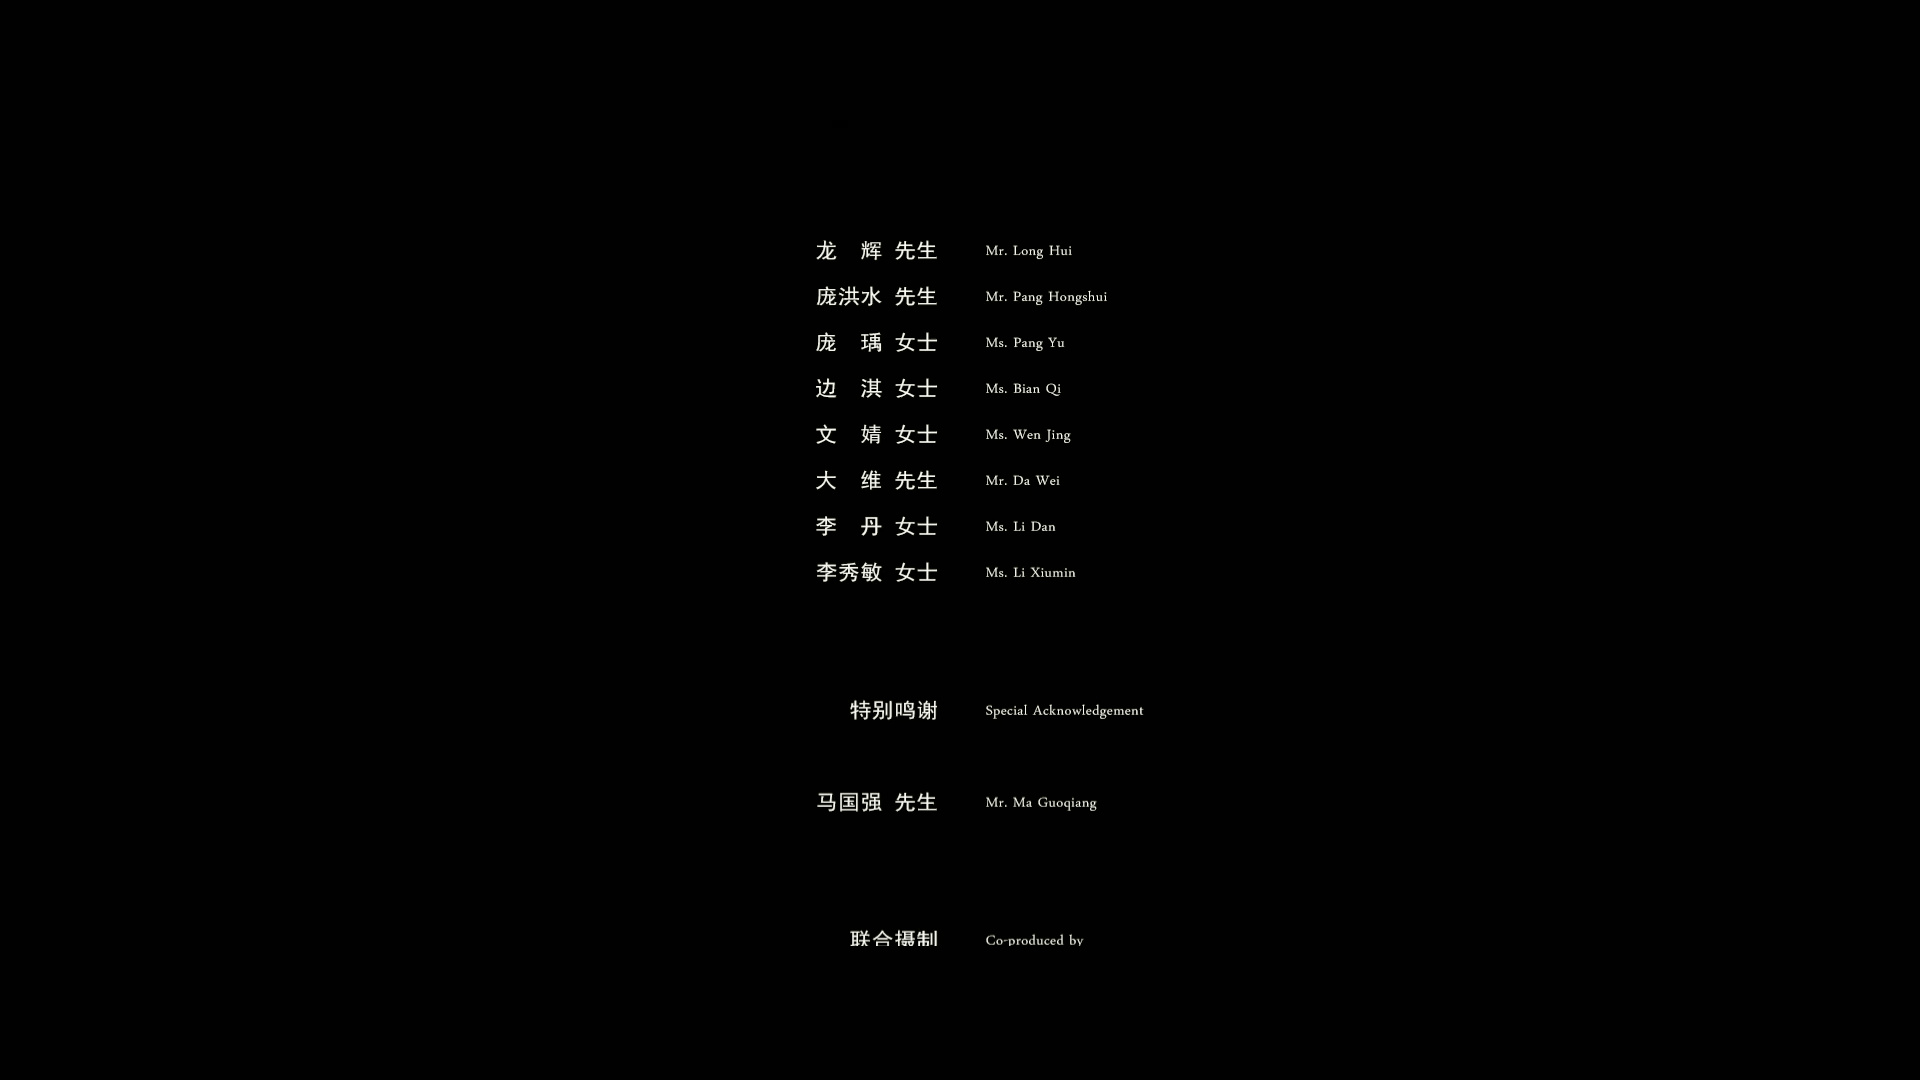 龙　辉 先生 Mr. Long Hui
庞洪水 先生 Mr. Pang Hongshui
庞　瑀 女士 Ms. Pang Yu
边　淇 女士 Ms. Bian Qi
文　婧 女士 Ms. Wen Jing
大　维 先生 Mr. Da Wei
李　丹 女士 Ms. Li Dan
李秀敏 女士 Ms. Li Xiumin
特别鸣谢 Special Acknowledgement
马国强 先生 Mr. Ma Guoqiang
联合摄制 Co-produced by